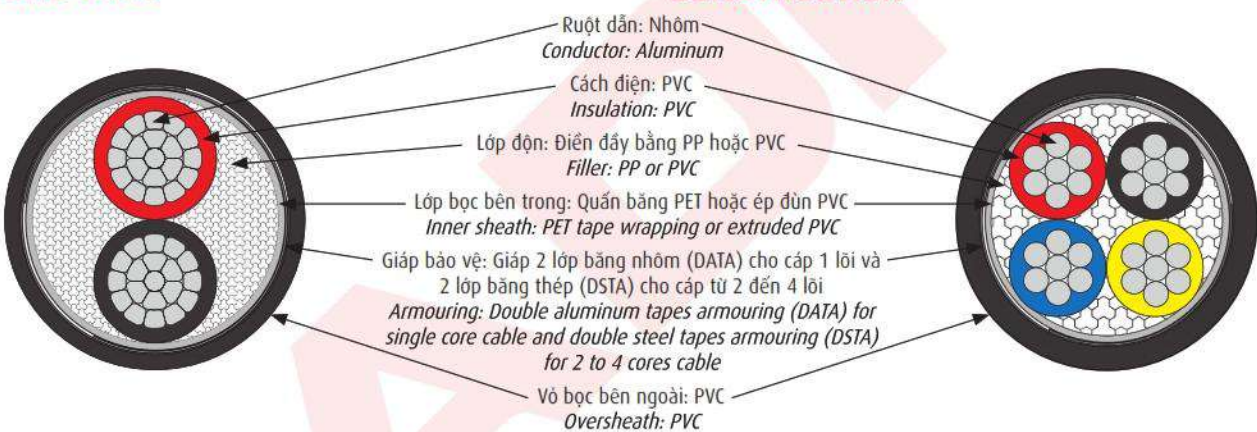 Ruột dẫn: Nhôm
Conductor: Aluminum
Cách điện: PVC
Insulation: PVC
Lớp độn: Điền đầy bằng PP hoặc PVC
Filler: PP or PVC
Lớp bọc bên trong: Quấn băng PET hoặc ép đùn PVC
Inner sheath: PET tape wrapping or extruded PVC
Giáp bảo vệ: Giáp 2 lớp băng nhôm (DATA) cho cáp 1 lõi và
2 lớp băng thép (DSTA) cho cáp từ 2 đến 4 lõi
Armouring: Double aluminum tapes armouring (DATA) for
single core cable and double steel tapes armouring (DSTA)
for 2 to 4 cores cable
Vỏ bọc bên ngoài: PVC
Oversheath: PVC